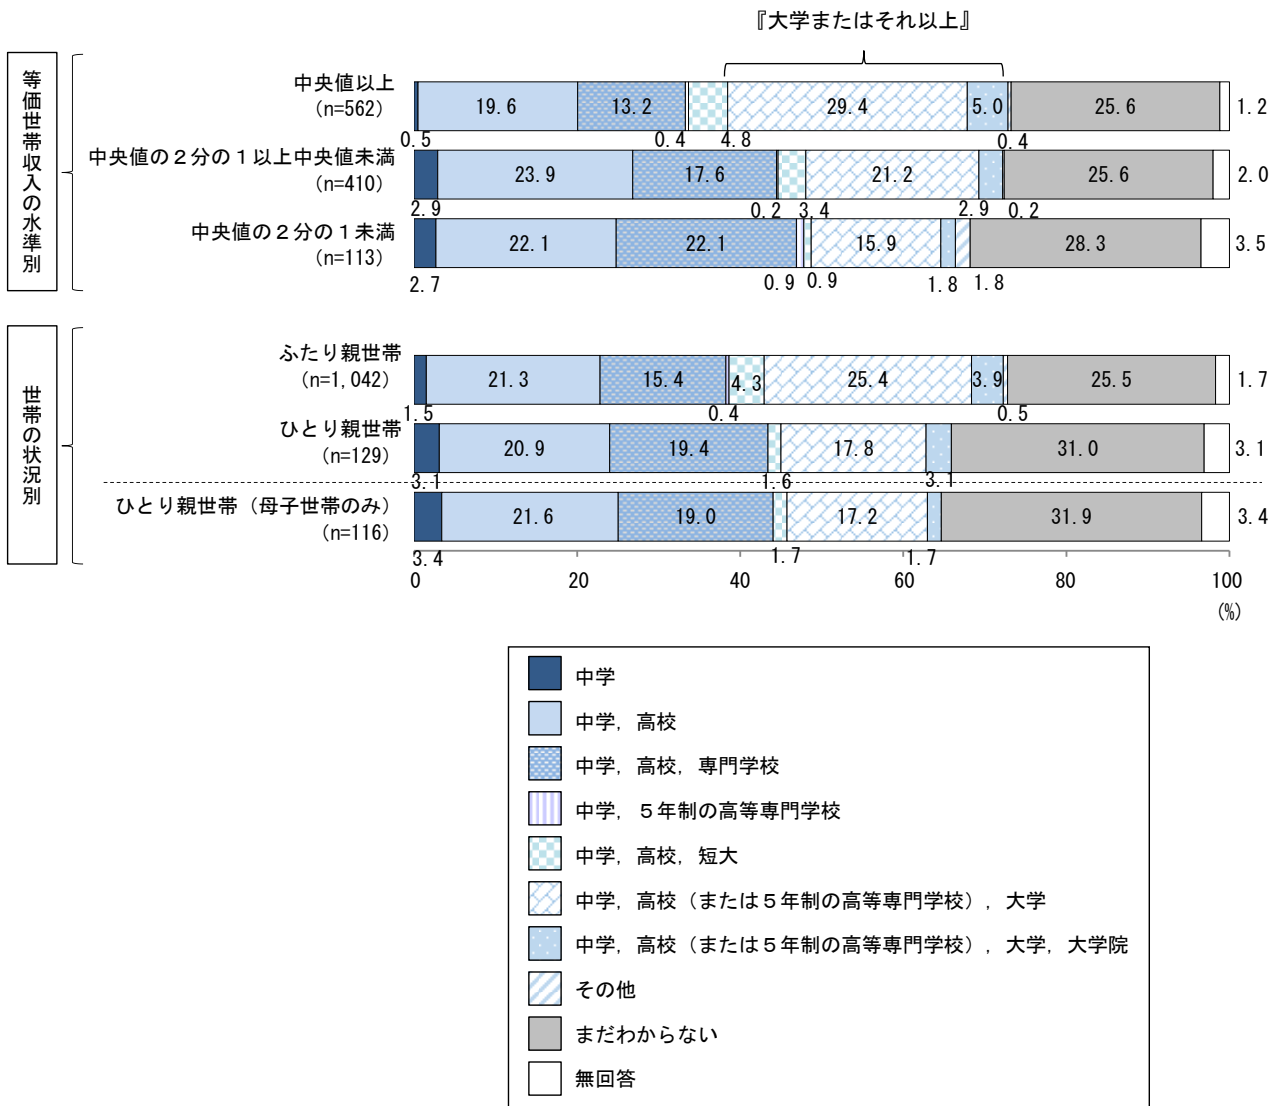 『大学またはそれ以上』
等価世帯収入の水準別
中央値以上
(n=562)
19.6 13.2 29.4 5.0 25.6 1.2
0.5 0.4 4.8 0.4
中央値の2分の1以上中央値未満
(n=410)
23.9 17.6 21.2 25.6 2.0
2.9 0.2 3.4 2.9 0.2
中央値の2分の1未満
(n=113)
22.1 22.1 15.9 28.3 3.5
2.7 0.9 0.9 1.8 1.8
世帯の状況別
ふたり親世帯
(n=1,042)
21.3 15.4 4.3 25.4 3.9 25.5 1.7
1.5 0.4 0.5
ひとり親世帯
(n=129)
20.9 19.4 17.8 31.0 3.1
3.1 1.6 3.1
ひとり親世帯（母子世帯のみ）
(n=116)
21.6 19.0 17.2 31.9 3.4
3.4 1.7 1.7
0 20 40 60 80 100
(%)
中学
中学，高校
中学，高校，専門学校
中学，５年制の高等専門学校
中学，高校，短大
中学，高校（または５年制の高等専門学校），大学
中学，高校（または５年制の高等専門学校），大学，大学院
その他
まだわからない
無回答